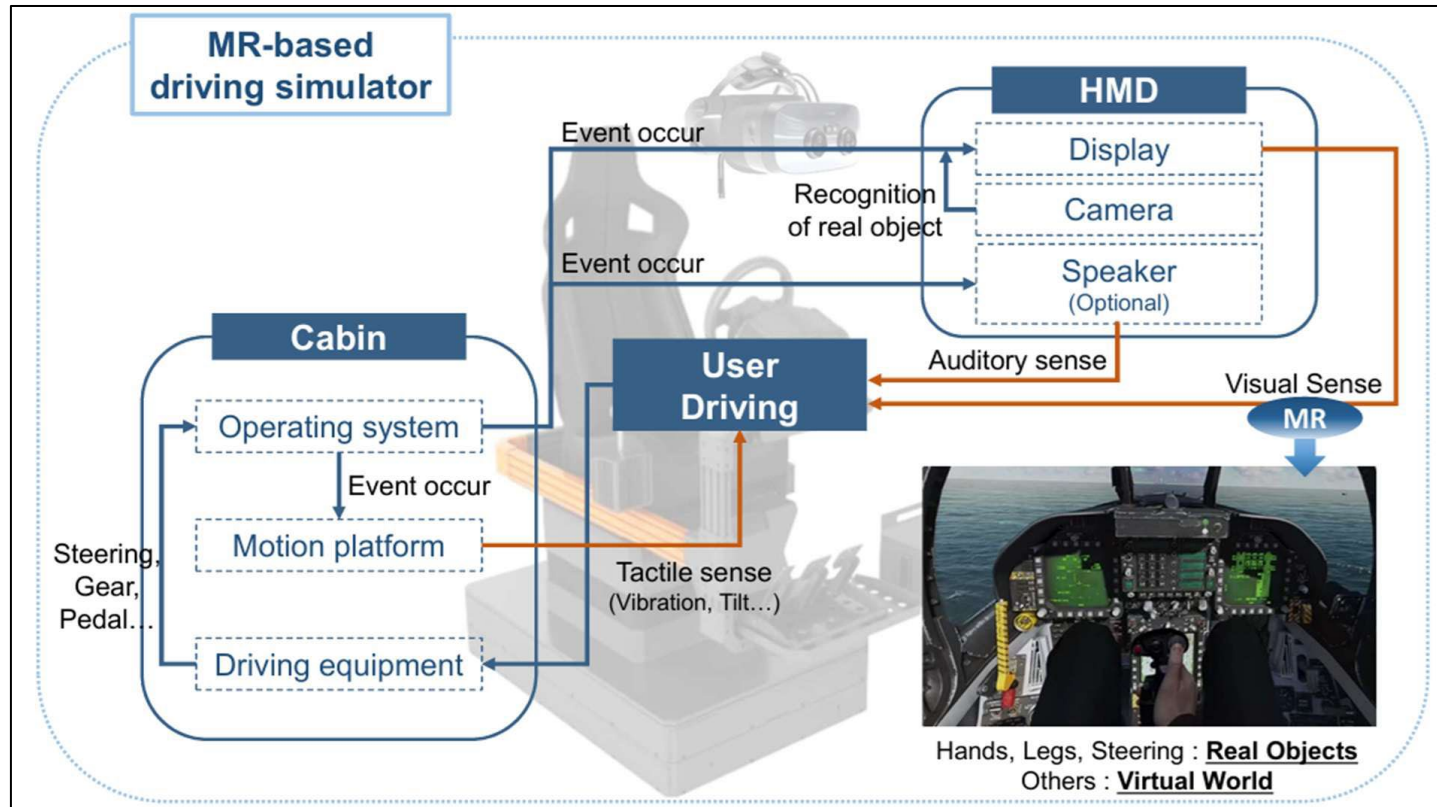 MR-based
driving simulator
HMD
Event occur
Display
Recognition
of real object
Camera
Event occur
Speaker
(Optional)
Cabin
User
Driving
Auditory sense
Visual Sense
MR
Operating system
Event occur
Motion platform
Steering,
Gear,
Pedal...
Tactile sense
(Vibration, Tilt...)
Driving equipment
Hands, Legs, Steering : Real Objects
Others : Virtual World